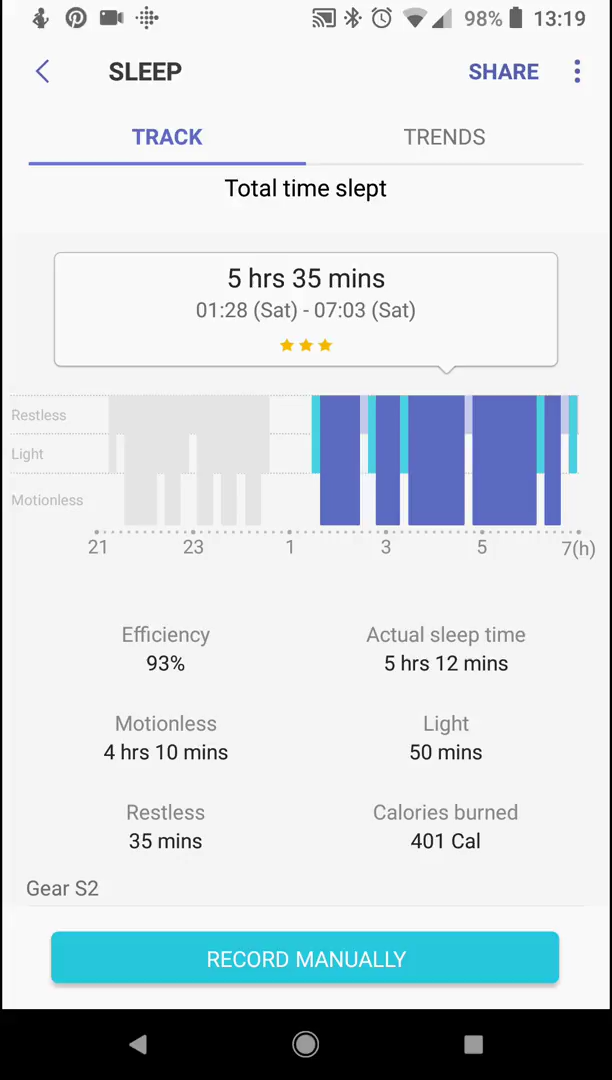 98% 13:19
SLEEP SHARE
TRACK TRENDS
Total time slept
5 hrs 35 mins
01:28 (Sat) - 07:03 (Sat)
Restless
Light
Motionless
21 23 1 3 5 7(h)
Efficiency Actual sleep time
93% 5 hrs 12 mins
Motionless Light
4 hrs 10 mins 50 mins
Restless Calories burned
35 mins 401 Cal
Gear S2
RECORD MANUALLY